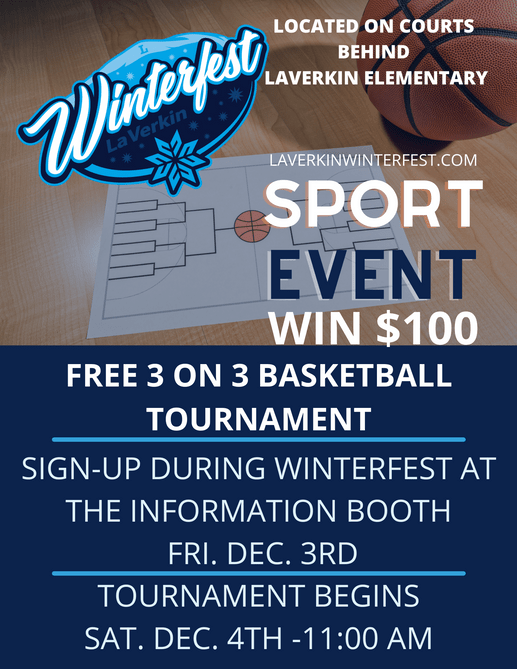 LOCATED ON COURTS
BEHIND
LAVERKIN ELEMENTARY
L
Winterfest
LaVerkin
LAVERKINWINTERFEST.COM
SPORT
EVENT
WIN $100
FREE 3 ON 3 BASKETBALL
TOURNAMENT
SIGN-UP DURING WINTERFEST AT
THE INFORMATION BOOTH
FRI. DEC. 3RD
TOURNAMENT BEGINS
SAT. DEC. 4TH -11:00 AM